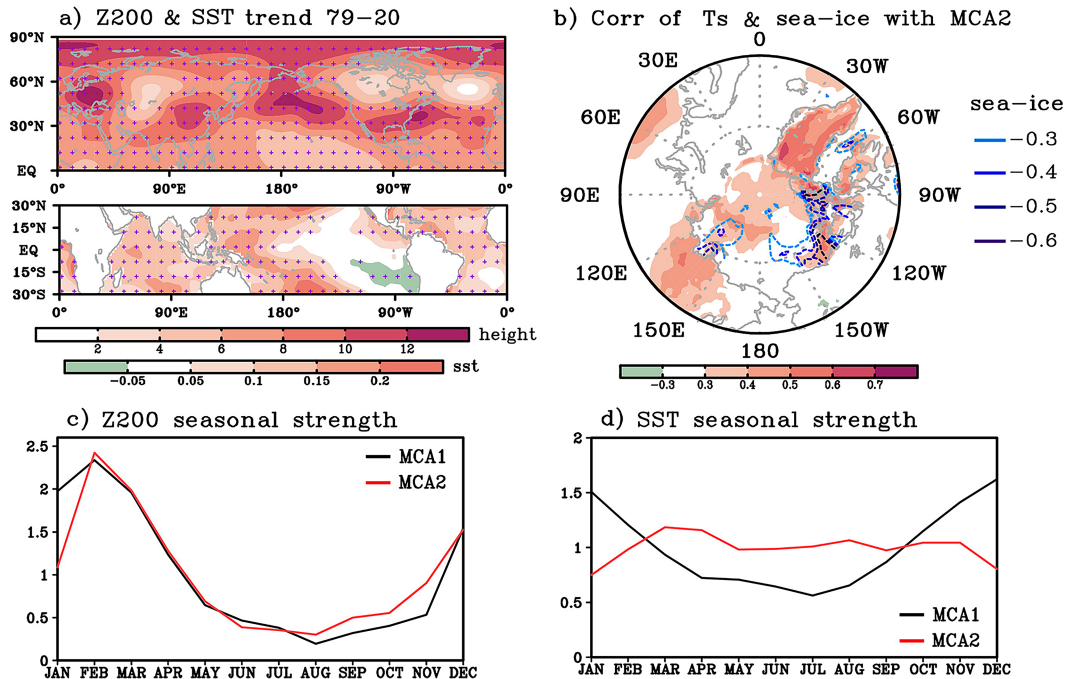 a) Z200 & SST trend 79−20
90°N
60°N
30°N
EQ
0° 90°E 180° 90°W 0°
30°N
15°N
EQ
15°S
30°S
0° 90°E 180° 90°W 0°
2 4 6 8 10 12 height
−0.05 0.05 0.1 0.15 0.2 sst
b) Corr of Ts & sea−ice with MCA2
0
30E 30W
60E 60W
90E 90W
120E 120W
150E 150W
180
sea−ice
−0.3
−0.4
−0.5
−0.6
−0.3 0.3 0.4 0.5 0.6 0.7
c) Z200 seasonal strength
2.5
2
1.5
1
0.5
0
MCA1
MCA2
JAN FEB MAR APR MAY JUN JUL AUG SEP OCT NOV DEC
d) SST seasonal strength
2
1.5
1
0.5
0
MCA1
MCA2
JAN FEB MAR APR MAY JUN JUL AUG SEP OCT NOV DEC